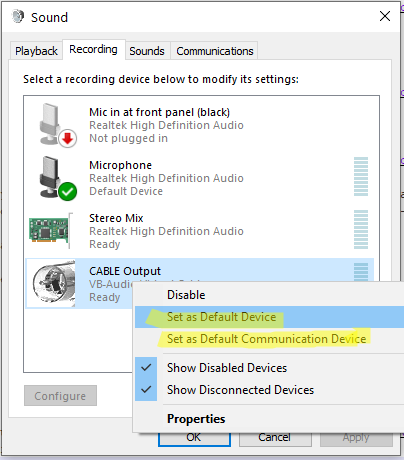 Sound
Playback Recording Sounds Communications
Select a recording device below to modify its settings:
Mic in at front panel (black)
Realtek High Definition Audio
Not plugged in
Microphone
Realtek High Definition Audio
Default Device
Stereo Mix
Realtek High Definition Audio
Ready
CABLE Output
VB-Audio Virtual Cable
Ready
Disable
Set as Default Device
Set as Default Communication Device
Show Disabled Devices
Show Disconnected Devices
Properties
Configure
OK Cancel Apply